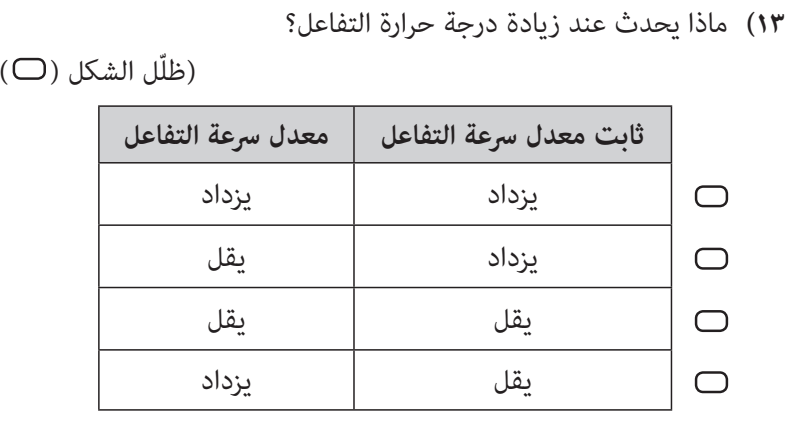 ١٣) ماذا يحدث عند زيادة درجة حرارة التفاعل؟
(ظلّل الشكل ())
ثابت معدل سرعة التفاعل معدل سرعة التفاعل
يزداد يزداد
يزداد يقل
يقل يقل
يقل يزداد